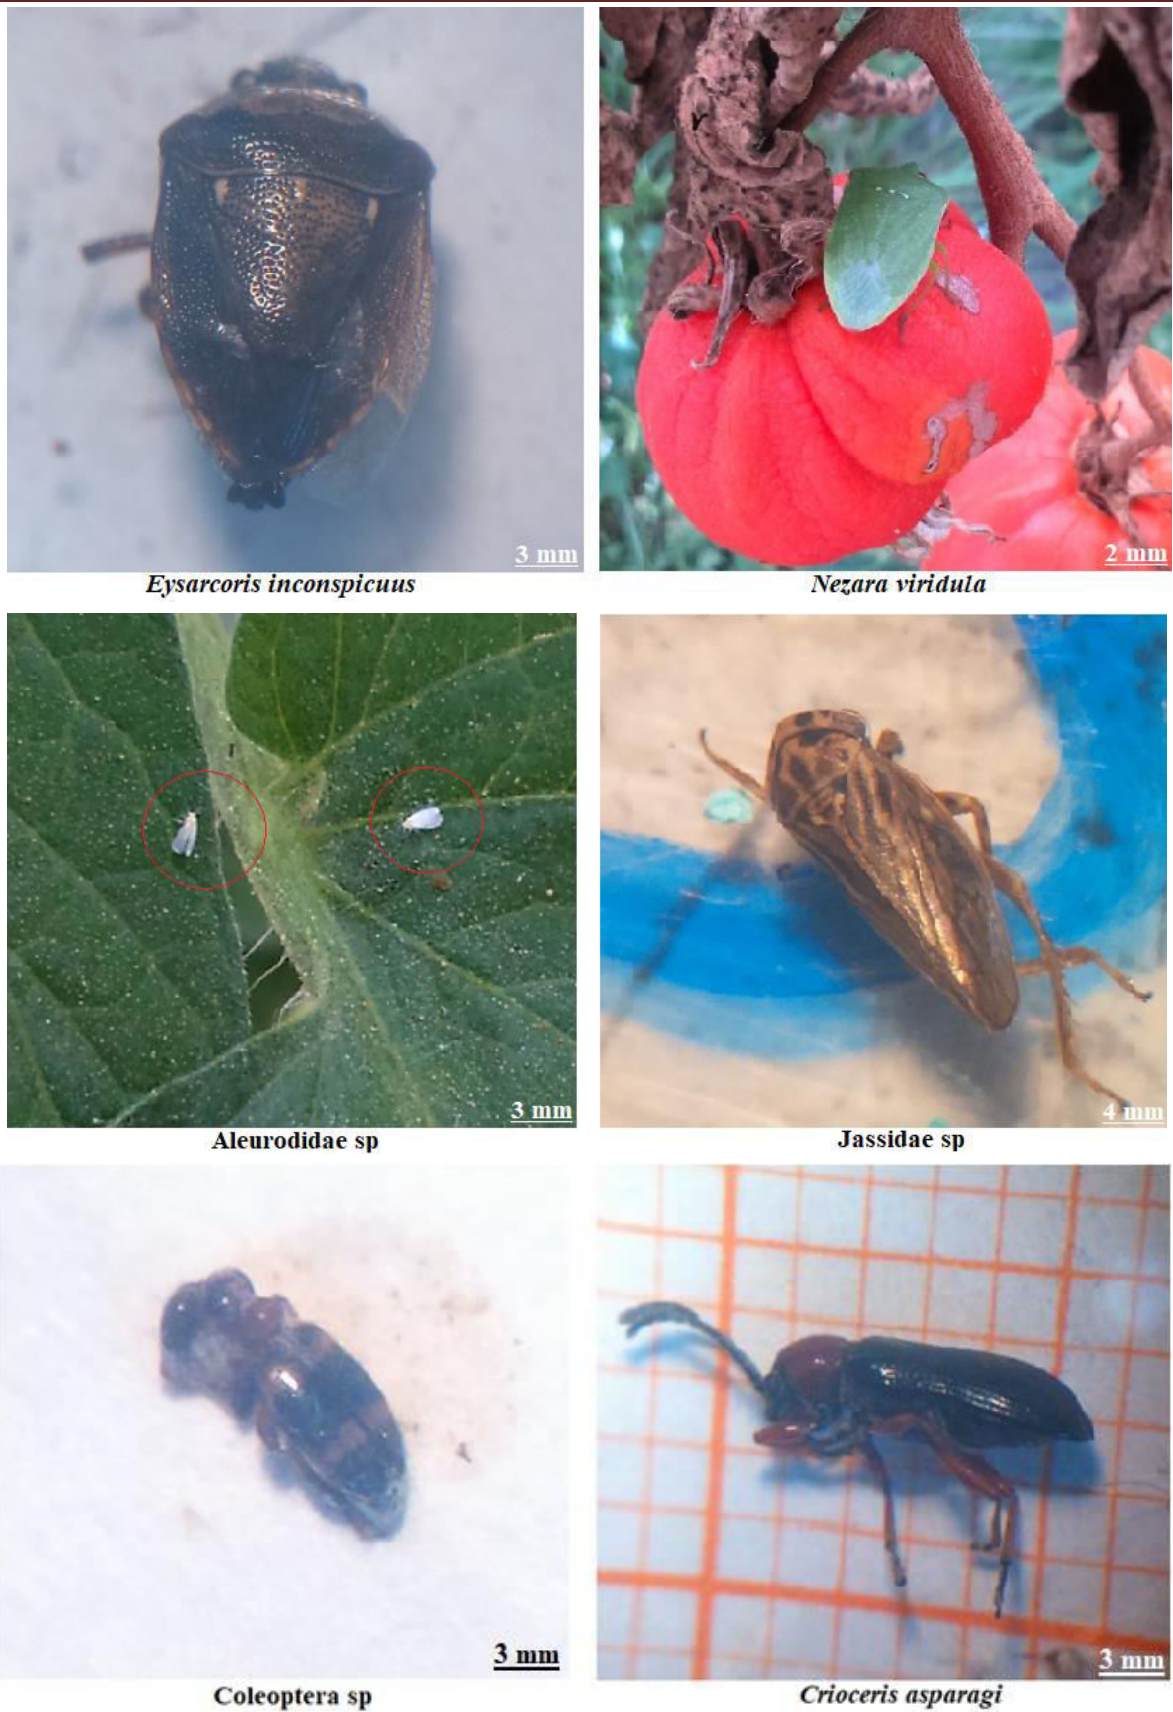 3 mm
2 mm
Eysarcoris inconspicuus
Nezara viridula
3 mm
4 mm
Aleurodidae sp
Jassidae sp
3 mm
3 mm
Coleoptera sp
Crioceris asparagi